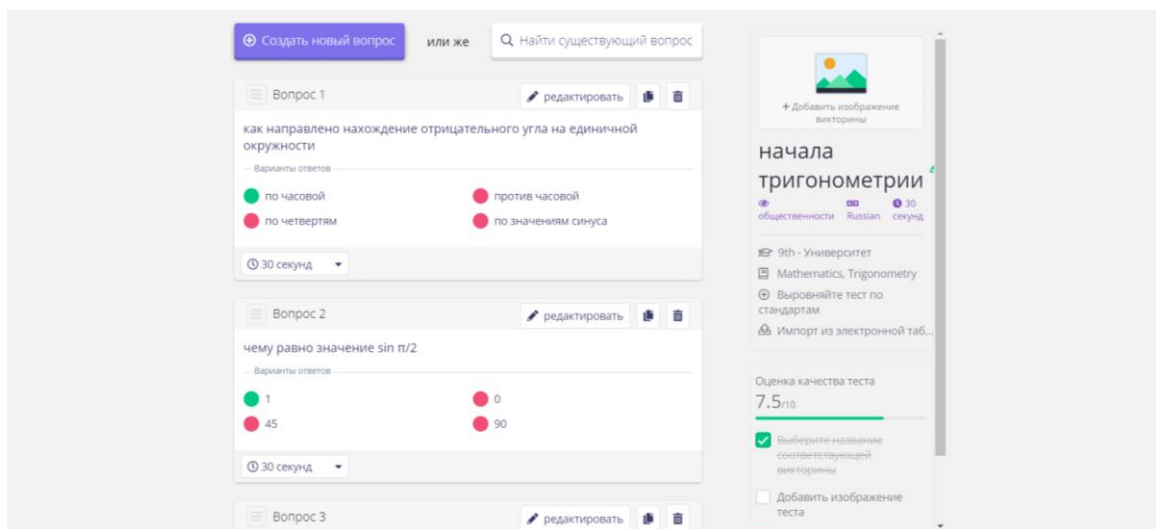 Создать новый вопрос
или же
Найти существующий вопрос
Вопрос 1
редактировать
как направлено нахождение отрицательного угла на единичной
окружности
Варианты ответов
по часовой
против часовой
по четвертям
по значениям синуса
30 секунд
Вопрос 2
редактировать
чему равно значение sin π/2
Варианты ответов
1
0
45
90
30 секунд
Вопрос 3
редактировать
+ Добавить изображение
викторины
начала
тригонометрии
общественности
Russian
30
секунд
9th - Университет
Mathematics, Trigonometry
Выровняйте тест по
стандартам
Импорт из электронной таб...
Оценка качества теста
7.5/10
Выберите название
соответствующей
викторины
Добавить изображение
теста